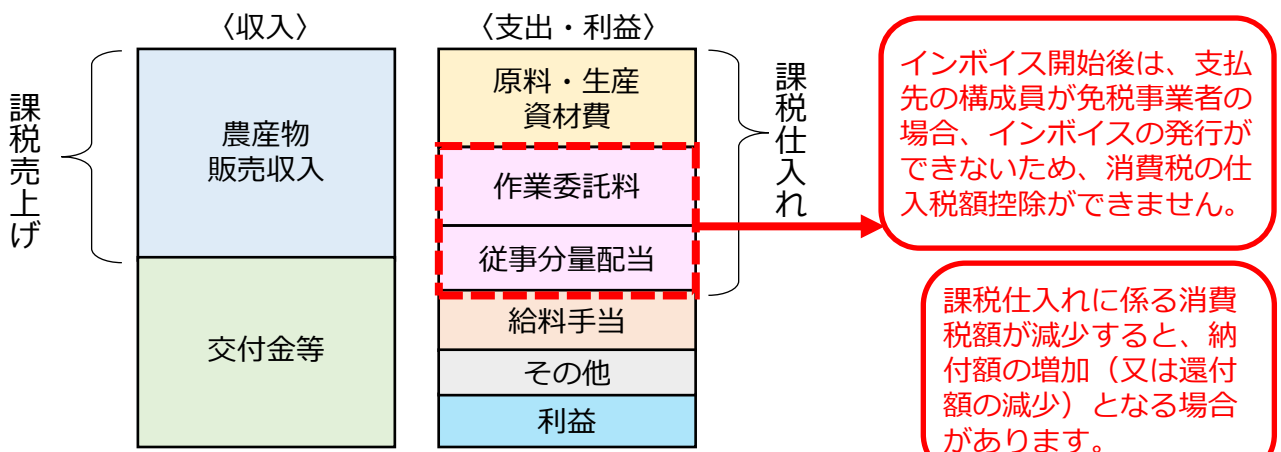 〈収入〉
課税売上げ
農産物
販売収入
交付金等
〈支出・利益〉
原料・生産
資材費
作業委託料
従事分量配当
給料手当
その他
利益
課税仕入れ
インボイス開始後は、支払
先の構成員が免税事業者の
場合、インボイスの発行が
できないため、消費税の仕
入税額控除ができません。
課税仕入れに係る消費
税額が減少すると、納
付額の増加（又は還付
額の減少）となる場合
があります。